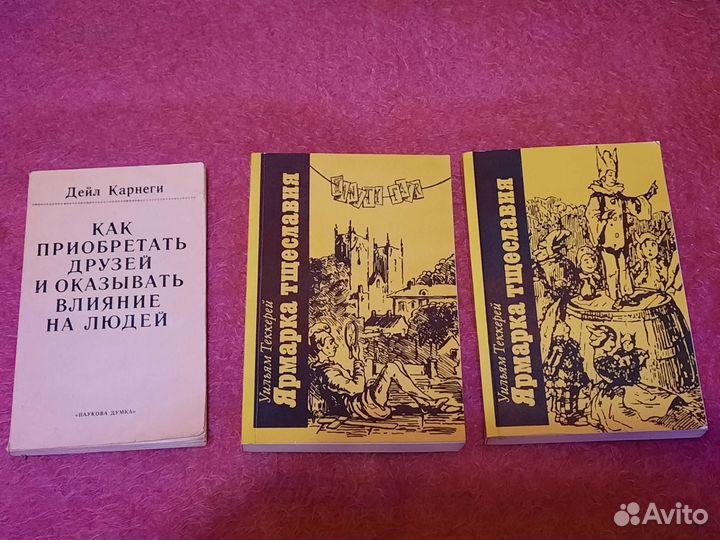 Дейл Карнеги
КАК
ПРИОБРЕТАТЬ
ДРУЗЕЙ
И ОКАЗЫВАТЬ
ВЛИЯНИЕ
НА ЛЮДЕЙ
«НАУКОВА ДУМКА»
Уильям Теккерей
Ярмарка тщеславия
Уильям Теккерей
Ярмарка тщеславия
Avito